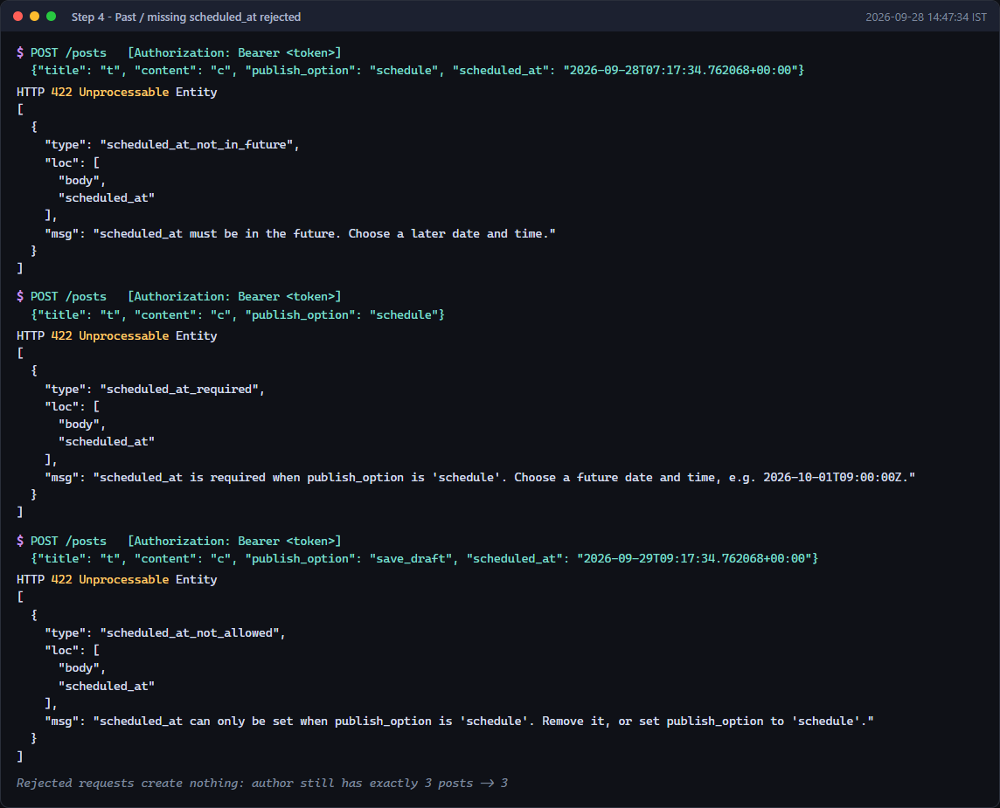 Step 4 - Past / missing scheduled_at rejected
2026-09-28 14:47:34 IST
$ POST /posts   [Authorization: Bearer <token>]
  {"title": "t", "content": "c", "publish_option": "schedule", "scheduled_at": "2026-09-28T07:17:34.762068+00:00"}
HTTP 422 Unprocessable Entity
[
  {
    "type": "scheduled_at_not_in_future",
    "loc": [
      "body",
      "scheduled_at"
    ],
    "msg": "scheduled_at must be in the future. Choose a later date and time."
  }
]
$ POST /posts   [Authorization: Bearer <token>]
  {"title": "t", "content": "c", "publish_option": "schedule"}
HTTP 422 Unprocessable Entity
[
  {
    "type": "scheduled_at_required",
    "loc": [
      "body",
      "scheduled_at"
    ],
    "msg": "scheduled_at is required when publish_option is 'schedule'. Choose a future date and time, e.g. 2026-10-01T09:00:00Z."
  }
]
$ POST /posts   [Authorization: Bearer <token>]
  {"title": "t", "content": "c", "publish_option": "save_draft", "scheduled_at": "2026-09-29T09:17:34.762068+00:00"}
HTTP 422 Unprocessable Entity
[
  {
    "type": "scheduled_at_not_allowed",
    "loc": [
      "body",
      "scheduled_at"
    ],
    "msg": "scheduled_at can only be set when publish_option is 'schedule'. Remove it, or set publish_option to 'schedule'."
  }
]
Rejected requests create nothing: author still has exactly 3 posts -> 3